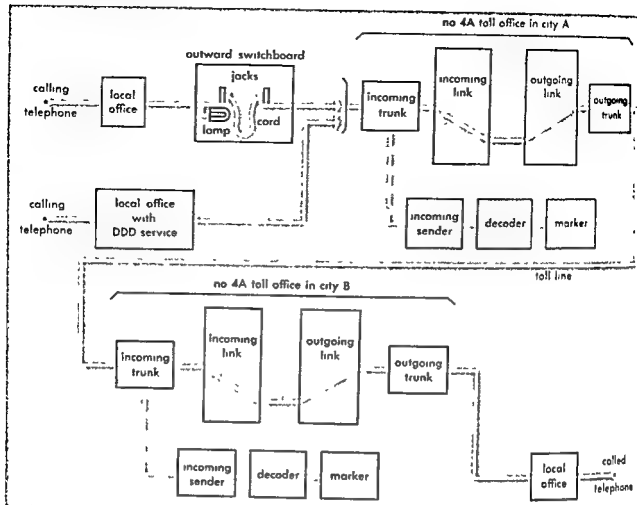 no 4A toll office in city A
outward switchboard
jacks
lamp
cord
calling
telephone
local
office
incoming
trunk
incoming
link
outgoing
link
outgoing
trunk
calling
telephone
local office
with
DDD service
incoming
sender
decoder
marker
toll line
no 4A toll office in city B
incoming
trunk
incoming
link
outgoing
link
outgoing
trunk
incoming
sender
decoder
marker
local
office
called
telephone